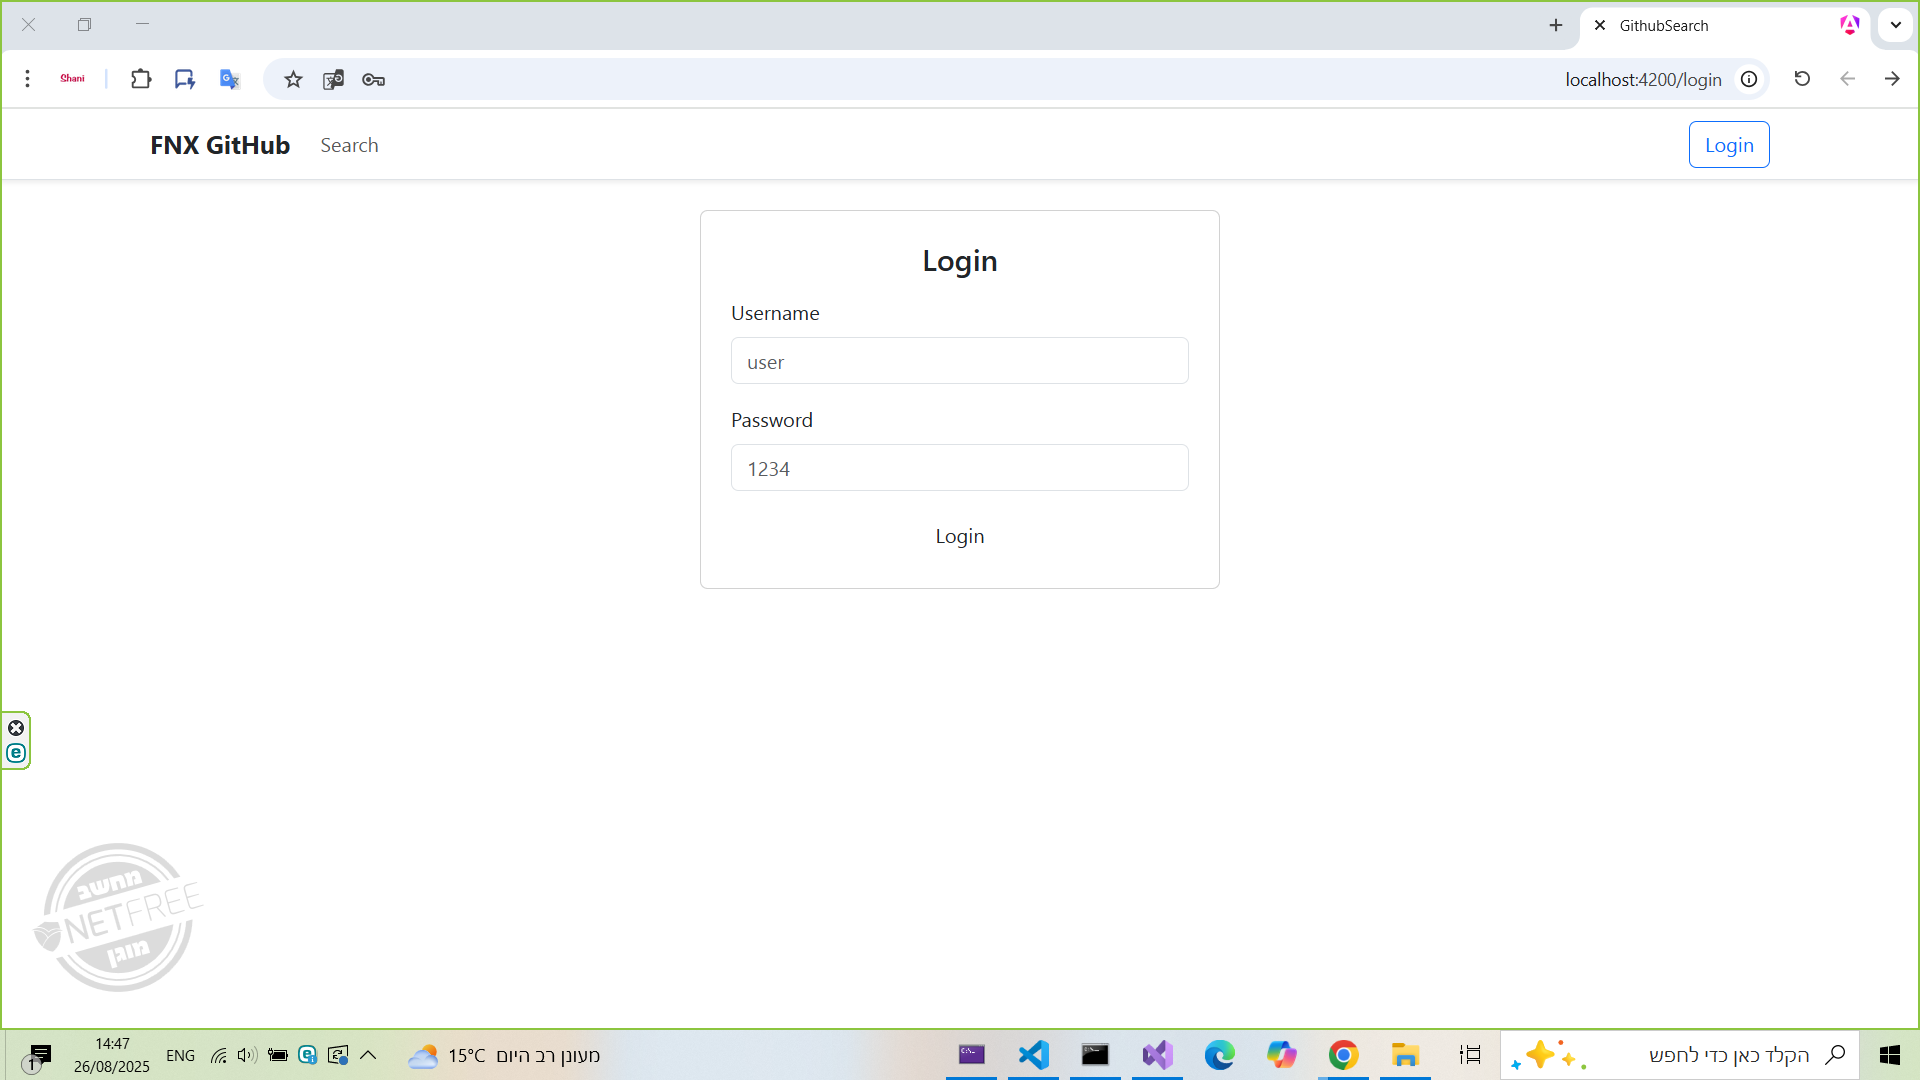 GithubSearch
Shani
localhost:4200/login
FNX GitHub
Search
Login
Login
Username
user
Password
1234
Login
מחשב
NETFREE
מוגן
1
14:47
26/08/2025
ENG
15°C מעונן רב היום
הקלד כאן כדי לחפש